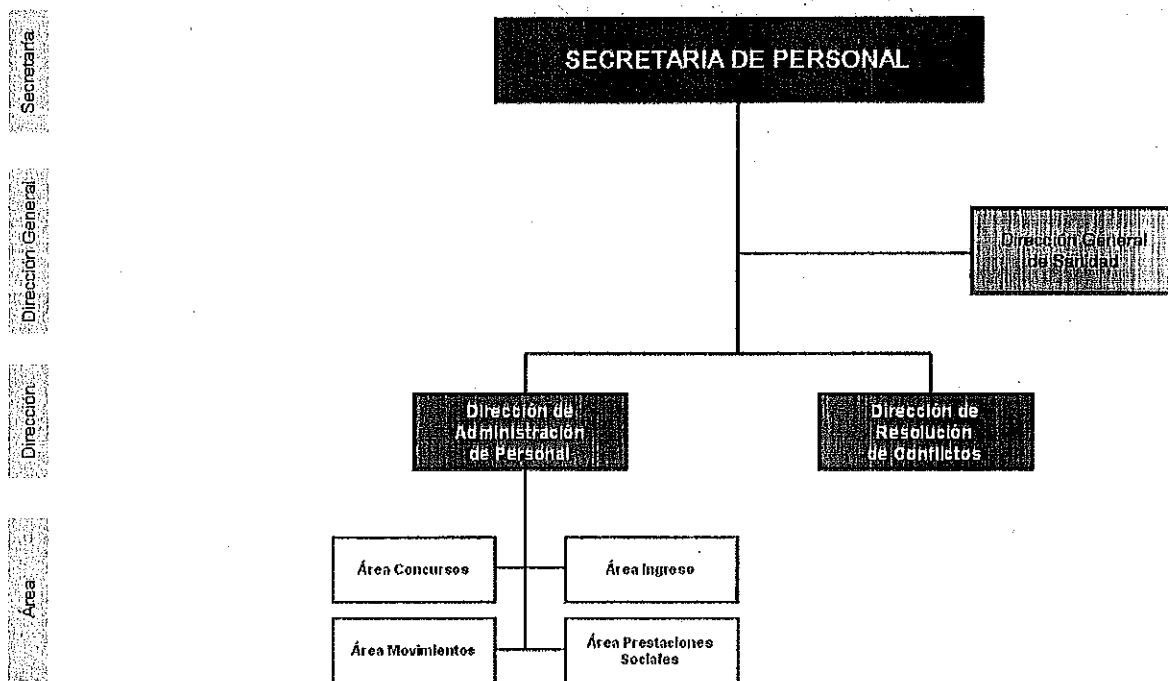 Secretaría
SECRETARIA DE PERSONAL
Dirección General
Dirección General
de Sanidad
Dirección
Dirección de
Administración
de Personal
Dirección de
Resolución
de Conflictos
Área
Área Concursos
Área Ingreso
Área Movimientos
Área Prestaciones
Sociales